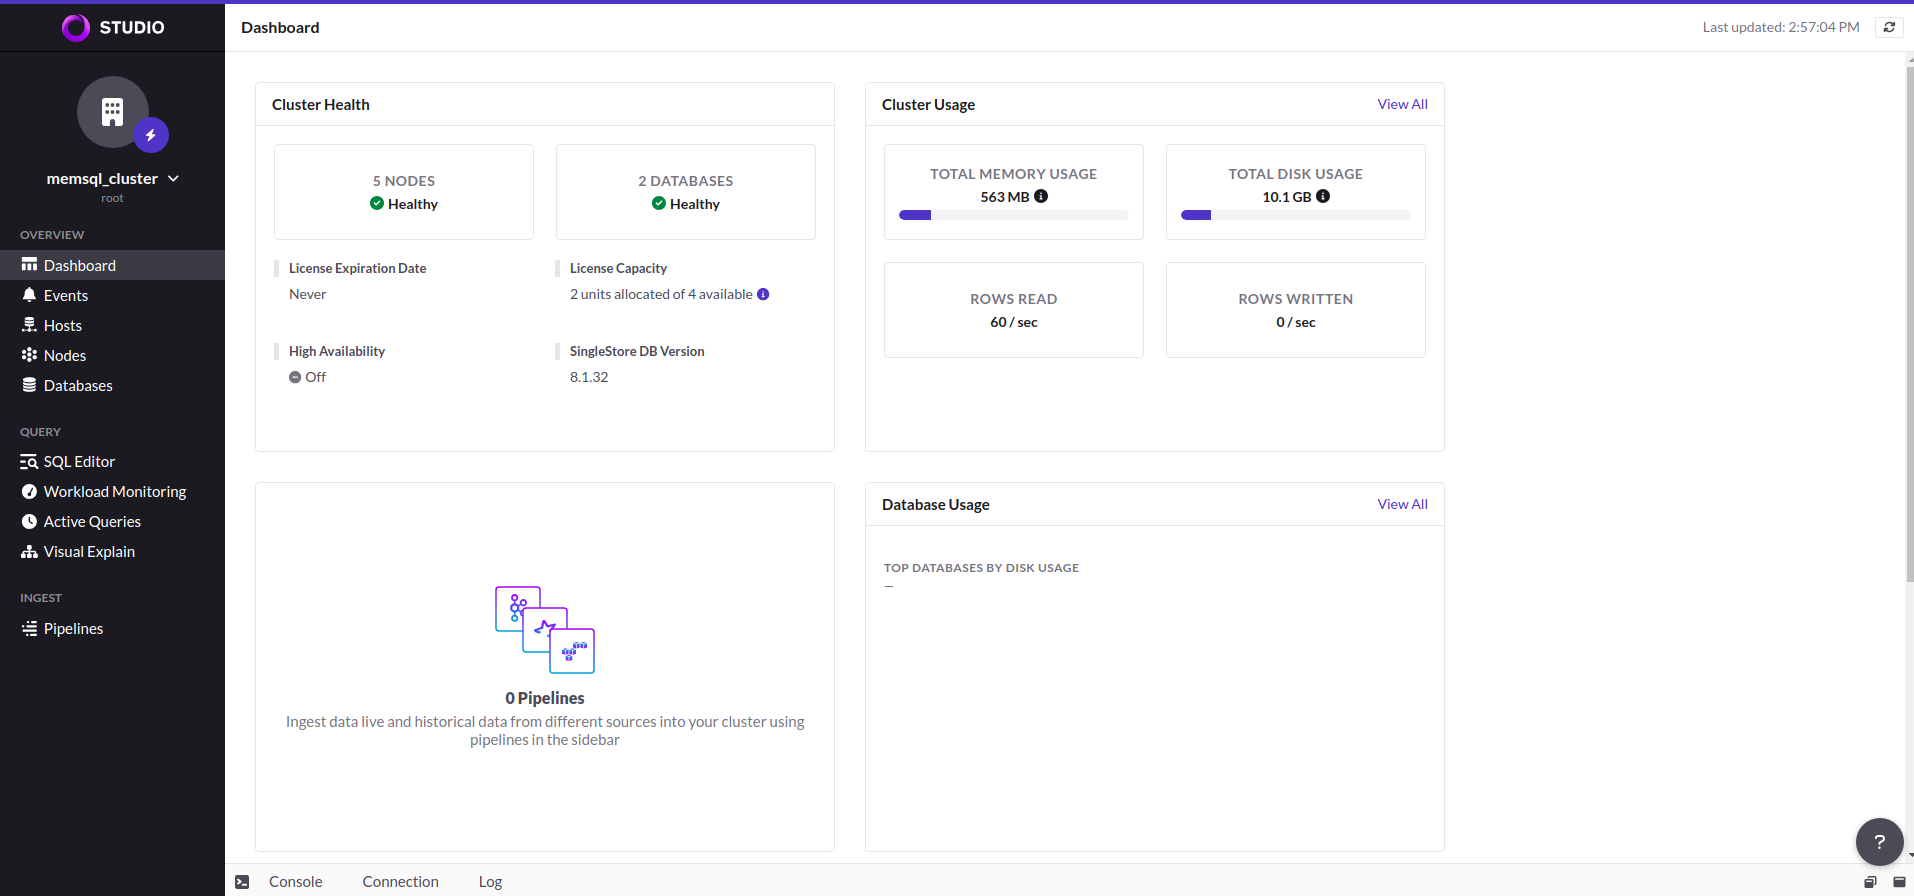 STUDIO
Dashboard
Last updated: 2:57:04 PM
memsql_cluster
root
OVERVIEW
Dashboard
Events
Hosts
Nodes
Databases
QUERY
SQL Editor
Workload Monitoring
Active Queries
Visual Explain
INGEST
Pipelines
Cluster Health
5 NODES
Healthy
2 DATABASES
Healthy
License Expiration Date
Never
License Capacity
2 units allocated of 4 available
High Availability
Off
SingleStore DB Version
8.1.32
Cluster Usage
View All
TOTAL MEMORY USAGE
563 MB
TOTAL DISK USAGE
10.1 GB
ROWS READ
60 / sec
ROWS WRITTEN
0 / sec
0 Pipelines
Ingest data live and historical data from different sources into your cluster using
pipelines in the sidebar
Database Usage
View All
TOP DATABASES BY DISK USAGE
—
?
Console
Connection
Log